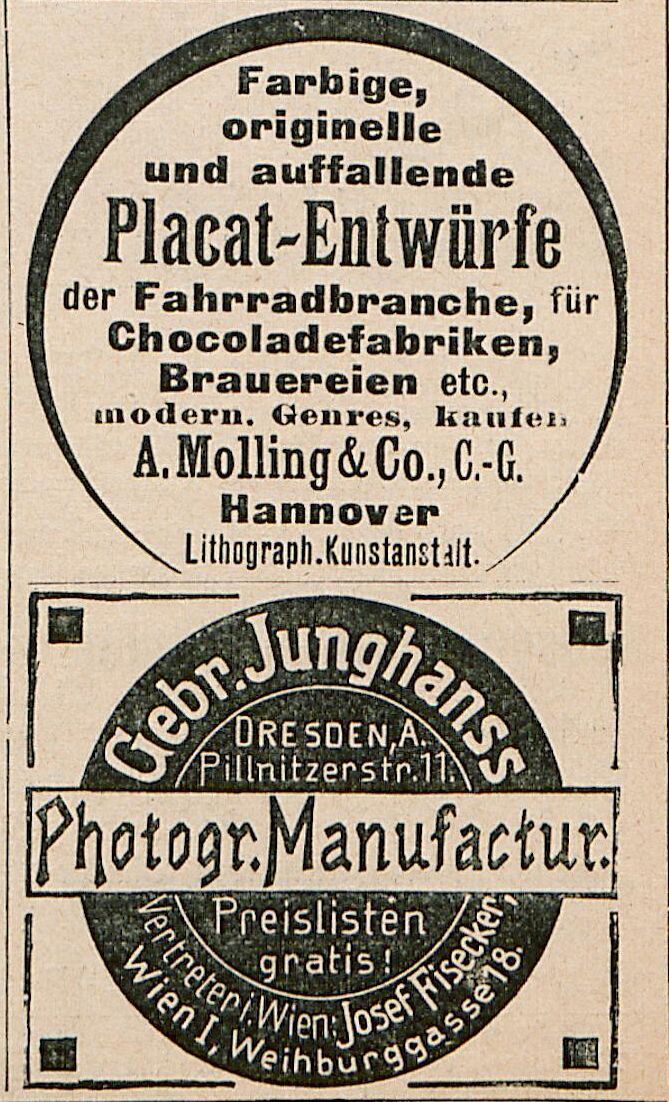 Farbige,
originelle
und auffallende
Placat-Entwürfe
der Fahrradbranche, für
Chocoladefabriken,
Brauereien etc.,
modern. Genres, kaufen
A. Molling & Co., C.-G.
Hannover
Lithograph. Kunstanstalt.
Gebr. Junghanss
DRESDEN, A.
Pillnitzerstr. 11.
Photogr. Manufactur.
Preislisten
gratis!
Vertreter i. Wien: Josef Fisecker,
Wien I, Weihburggasse 18.